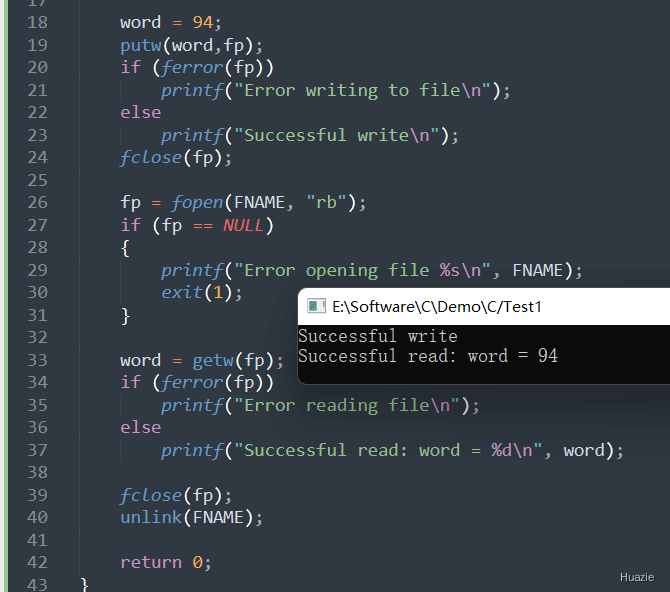 17
18 word = 94;
19 putw(word,fp);
20 if (ferror(fp))
21 printf("Error writing to file\n");
22 else
23 printf("Successful write\n");
24 fclose(fp);
25
26 fp = fopen(FNAME, "rb");
27 if (fp == NULL)
28 {
29 printf("Error opening file %s\n", FNAME);
30 exit(1);
31 }
32
33 word = getw(fp);
34 if (ferror(fp))
35 printf("Error reading file\n");
36 else
37 printf("Successful read: word = %d\n", word);
38
39 fclose(fp);
40 unlink(FNAME);
41
42 return 0;
43 }
E:\Software\C\Demo\C/Test1
Successful write
Successful read: word = 94
Huazie